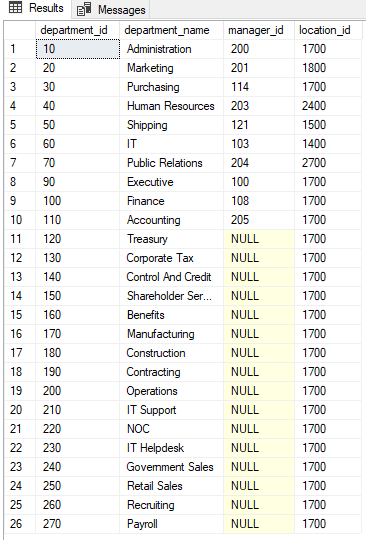 Results Messages
department_id department_name manager_id location_id
1 10 Administration 200 1700
2 20 Marketing 201 1800
3 30 Purchasing 114 1700
4 40 Human Resources 203 2400
5 50 Shipping 121 1500
6 60 IT 103 1400
7 70 Public Relations 204 2700
8 90 Executive 100 1700
9 100 Finance 108 1700
10 110 Accounting 205 1700
11 120 Treasury NULL 1700
12 130 Corporate Tax NULL 1700
13 140 Control And Credit NULL 1700
14 150 Shareholder Ser... NULL 1700
15 160 Benefits NULL 1700
16 170 Manufacturing NULL 1700
17 180 Construction NULL 1700
18 190 Contracting NULL 1700
19 200 Operations NULL 1700
20 210 IT Support NULL 1700
21 220 NOC NULL 1700
22 230 IT Helpdesk NULL 1700
23 240 Government Sales NULL 1700
24 250 Retail Sales NULL 1700
25 260 Recruiting NULL 1700
26 270 Payroll NULL 1700